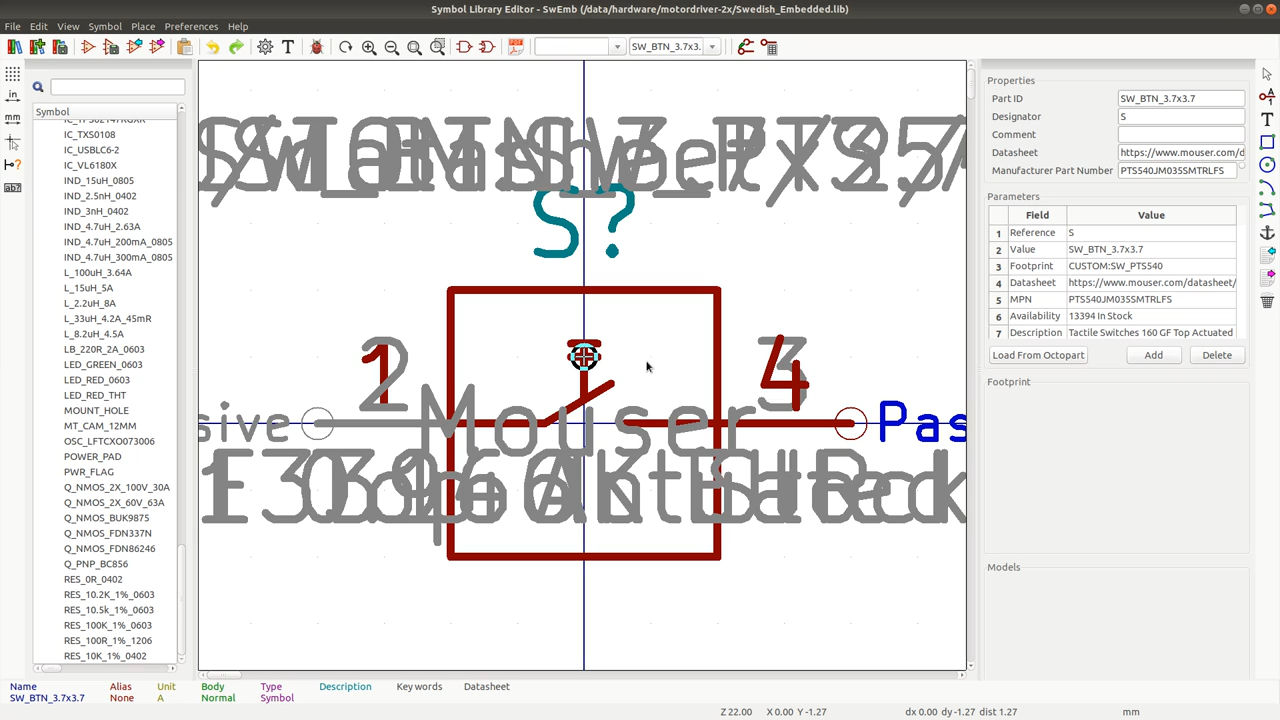 Symbol Library Editor - SwEmb (/data/hardware/motordriver-2x/Swedish_Embedded.lib)
File Edit View Symbol Place Preferences Help
SW_BTN_3.7x3.
in
mm
Symbol
IC_TXS0108
IC_USBLC6-2
IC_VL6180X
IND_15uH_0805
IND_2.5nH_0402
IND_3nH_0402
IND_4.7uH_2.63A
IND_4.7uH_200mA_0805
IND_4.7uH_300mA_0805
L_100uH_3.64A
L_15uH_5A
L_2.2uH_8A
L_33uH_4.2A_45mR
L_8.2uH_4.5A
LB_220R_2A_0603
LED_GREEN_0603
LED_RED_0603
LED_RED_THT
MOUNT_HOLE
MT_CAM_12MM
OSC_LFTCXO073006
POWER_PAD
PWR_FLAG
Q_NMOS_2X_100V_30A
Q_NMOS_2X_60V_63A
Q_NMOS_BUK9875
Q_NMOS_FDN337N
Q_NMOS_FDN86246
Q_PNP_BC856
RES_0R_0402
RES_10.2K_1%_0603
RES_10.5k_1%_0603
RES_100K_1%_0603
RES_100R_1%_1206
RES_10K_1%_0402
S?
1 2 4 3
sive Mouser Pas
Properties
Part ID SW_BTN_3.7x3.7
Designator S
Comment
Datasheet https://www.mouser.com/d
Manufacturer Part Number PTS540JM035SMTRLFS
Parameters
Field Value
1 Reference S
2 Value SW_BTN_3.7x3.7
3 Footprint CUSTOM:SW_PTS540
4 Datasheet https://www.mouser.com/datasheet/
5 MPN PTS540JM035SMTRLFS
6 Availability 13394 In Stock
7 Description Tactile Switches 160 GF Top Actuated
Load From Octopart Add Delete
Footprint
Models
Name Alias Unit Body Type Description Key words Datasheet
SW_BTN_3.7x3.7 None A Normal Symbol
Z 22.00 X 0.00 Y -1.27 dx 0.00 dy -1.27 dist 1.27 mm